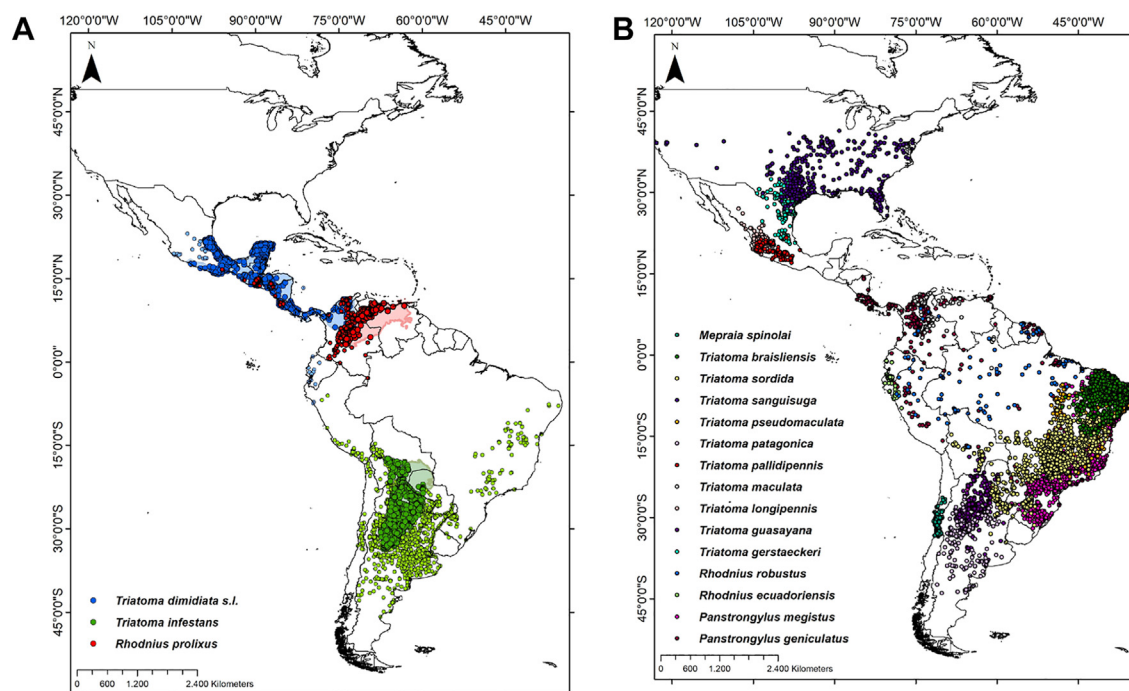 A
120°0'0"W 105°0'0"W 90°0'0"W 75°0'0"W 60°0'0"W 45°0'0"W
N
45°0'0"N
30°0'0"N
15°0'0"N
0°0'0"
15°0'0"S
30°0'0"S
45°0'0"S
Triatoma dimidiata s.l.
Triatoma infestans
Rhodnius prolixus
0 600 1.200 2.400 Kilometers
B
120°0'0"W 105°0'0"W 90°0'0"W 75°0'0"W 60°0'0"W 45°0'0"W
N
45°0'0"N
30°0'0"N
15°0'0"N
0°0'0"
15°0'0"S
30°0'0"S
45°0'0"S
Mepraia spinolai
Triatoma braisliensis
Triatoma sordida
Triatoma sanguisuga
Triatoma pseudomaculata
Triatoma patagonica
Triatoma pallidipennis
Triatoma maculata
Triatoma longipennis
Triatoma guasayana
Triatoma gerstaeckeri
Rhodnius robustus
Rhodnius ecuadoriensis
Panstrongylus megistus
Panstrongylus geniculatus
0 600 1.200 2.400 Kilometers